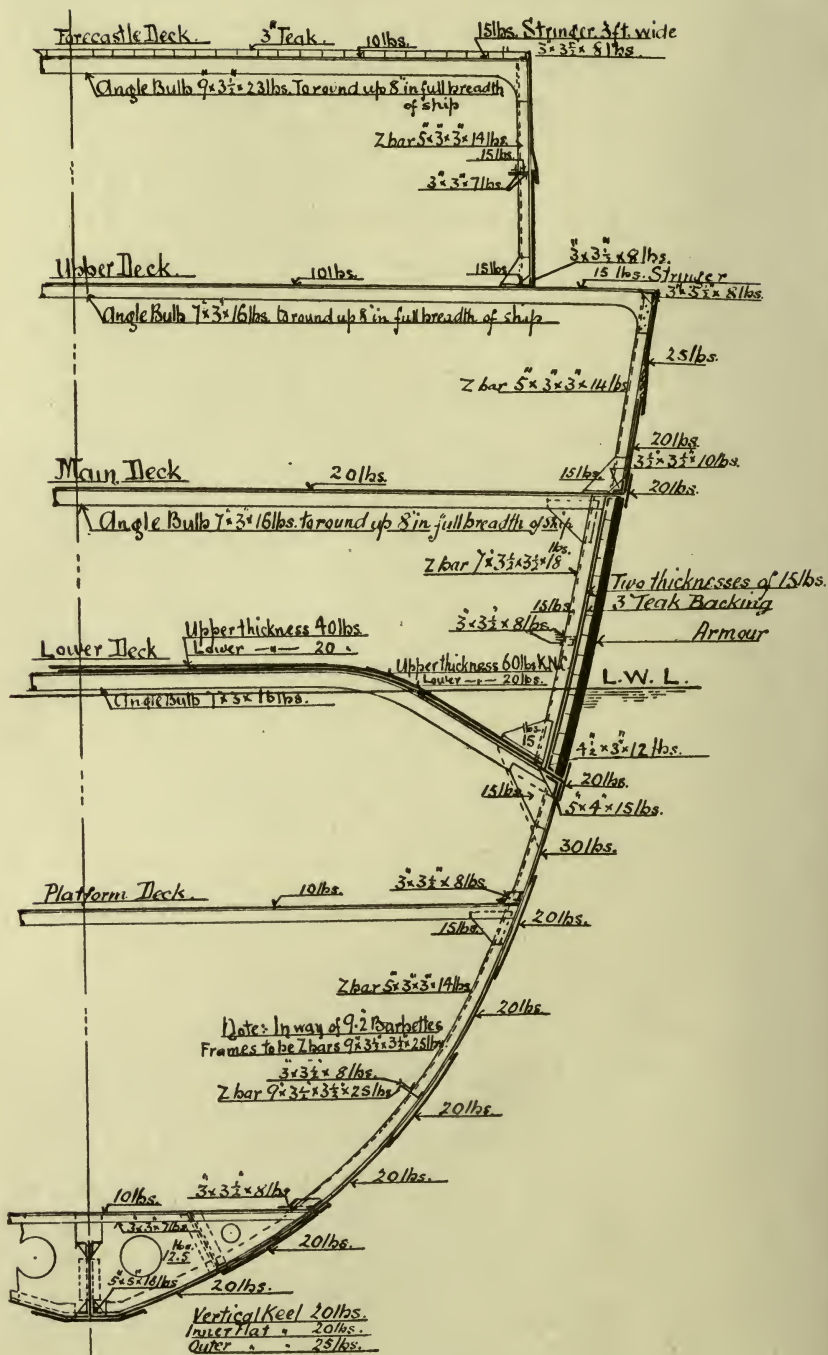 Forecastle Deck. 3" Teak. 10 lbs. 15 lbs. Stringer 3ft. wide
3" × 3½" × 8 lbs.
Angle Bulb 9" × 3½" × 23 lbs. To round up 8" in full breadth
of ship
Z bar 5" × 3" × 3" × 14 lbs
15 lbs.
3" × 3" × 7 lbs.
3" × 3½" × 8 lbs.
Upper Deck. 10 lbs. 15 lbs. 15 lbs. Stringer
3" × 3½" × 8 lbs.
Angle Bulb 7" × 3" × 16 lbs. to round up 8" in full breadth of ship
25 lbs.
Z bar 5" × 3" × 3" × 14 lbs
20 lbs.
Main Deck 20 lbs. 15 lbs. 3½" × 3½" × 10 lbs.
20 lbs.
Angle Bulb 7" × 3" × 16 lbs. to round up 8" in full breadth of ship
Z bar 7" × 3½" × 3½" × 18 lbs.
Two thicknesses of 15 lbs.
15 lbs. 3" Teak Backing
3" × 3½" × 8 lbs. Armour
Upper thickness 40 lbs.
Lower Deck Lower -"- 20 .
Upper thickness 60 lbs KNC
Lower -"- 20 lbs. L. W. L.
Angle Bulb 7" × 3" × 16 lbs.
lbs.
15
4½" × 3" × 12 lbs.
20 lbs.
15 lbs. 5" × 4" × 15 lbs.
30 lbs.
Platform Deck. 10 lbs. 3" × 3½" × 8 lbs.
20 lbs.
15 lbs.
Z bar 5" × 3" × 3" × 14 lbs
20 lbs.
Note: In way of 9.2" Barbettes
Frames to be Z bars 9" × 3½" × 3½" × 25 lbs
3" × 3½" × 8 lbs.
Z bar 9" × 3½" × 3½" × 25 lbs
20 lbs.
20 lbs.
10 lbs. 3" × 3½" × 8 lbs
3" × 3" × 7 lbs
lbs.
12.5
20 lbs.
5" × 5" × 18 lbs
20 lbs.
Vertical Keel 20 lbs.
Inner Flat " 20 lbs.
Outer " " 25 lbs